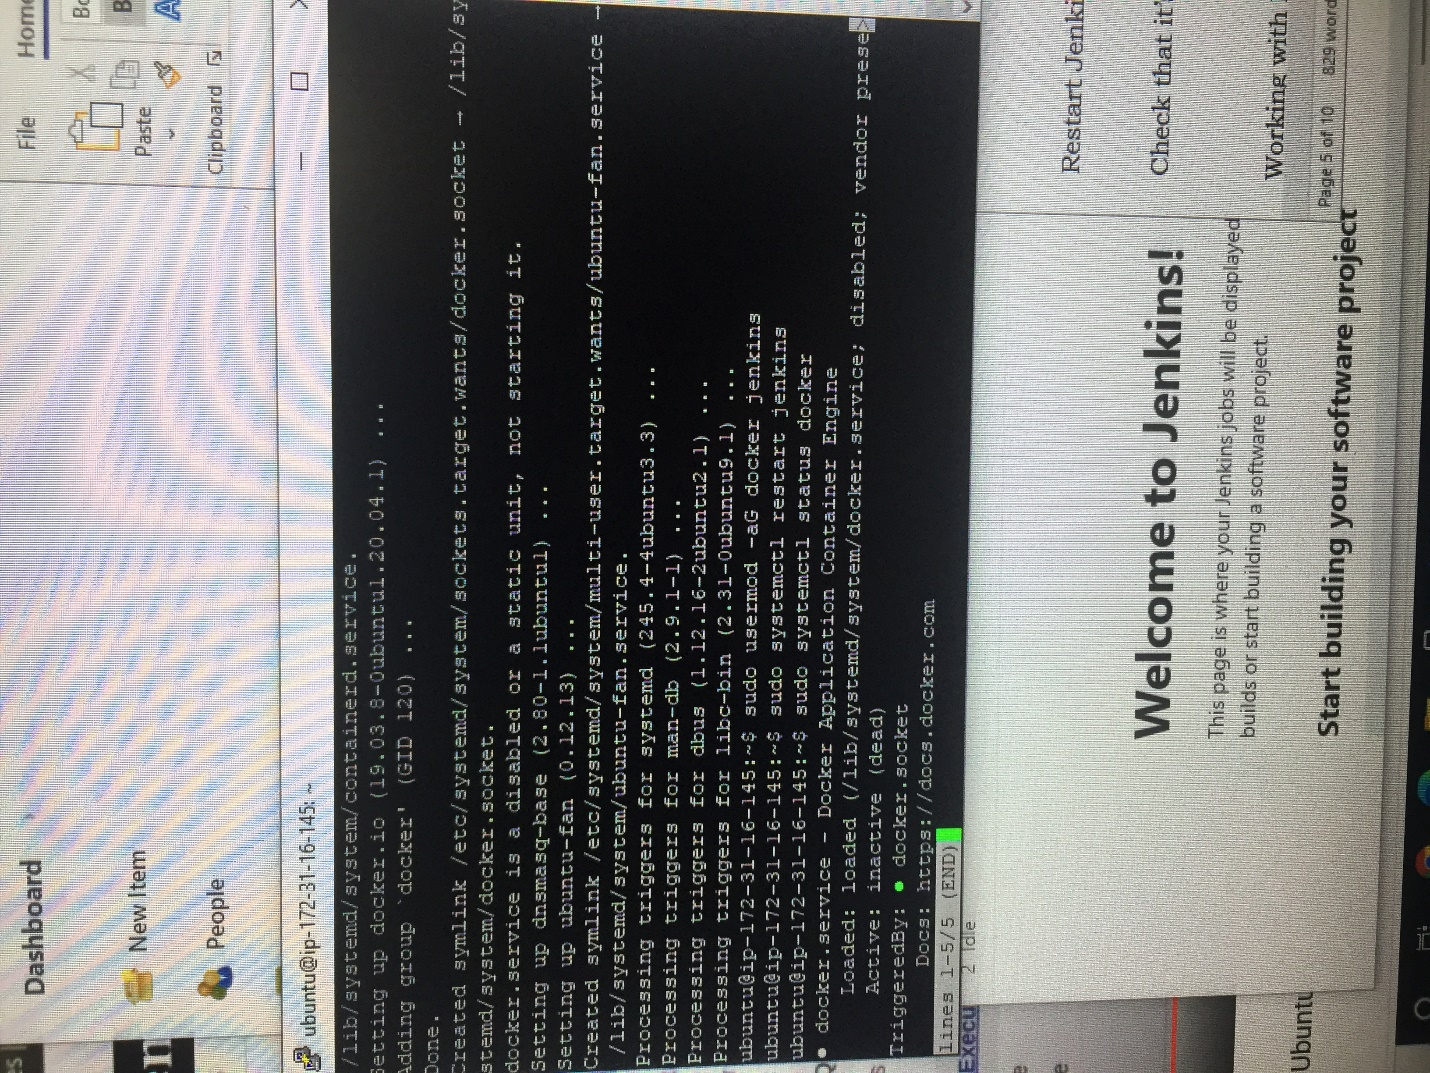 File
Home
Paste
Clipboard
Dashboard
New Item
People
ubuntu@ip-172-31-16-145: ~
/lib/systemd/system/containerd.service.
Setting up docker.io (19.03.8-0ubuntu1.20.04.1) ...
Adding group `docker' (GID 120) ...
Done.
Created symlink /etc/systemd/system/sockets.target.wants/docker.socket → /lib/sy
stemd/system/docker.socket.
docker.service is a disabled or a static unit, not starting it.
Setting up dnsmasq-base (2.80-1.1ubuntu1) ...
Setting up ubuntu-fan (0.12.13) ...
Created symlink /etc/systemd/system/multi-user.target.wants/ubuntu-fan.service →
/lib/systemd/system/ubuntu-fan.service.
Processing triggers for systemd (245.4-4ubuntu3.3) ...
Processing triggers for man-db (2.9.1-1) ...
Processing triggers for dbus (1.12.16-2ubuntu2.1) ...
Processing triggers for libc-bin (2.31-0ubuntu9.1) ...
ubuntu@ip-172-31-16-145:~$ sudo usermod -aG docker jenkins
ubuntu@ip-172-31-16-145:~$ sudo systemctl restart jenkins
ubuntu@ip-172-31-16-145:~$ sudo systemctl status docker
● docker.service - Docker Application Container Engine
Loaded: loaded (/lib/systemd/system/docker.service; disabled; vendor prese>
Active: inactive (dead)
TriggeredBy: ● docker.socket
Docs: https://docs.docker.com
lines 1-5/5 (END)
2 Idle
Welcome to Jenkins!
This page is where your Jenkins jobs will be displayed
builds or start building a software project.
Start building your software project
Restart Jenki
Check that it'
Working with
Page 5 of 10 829 word